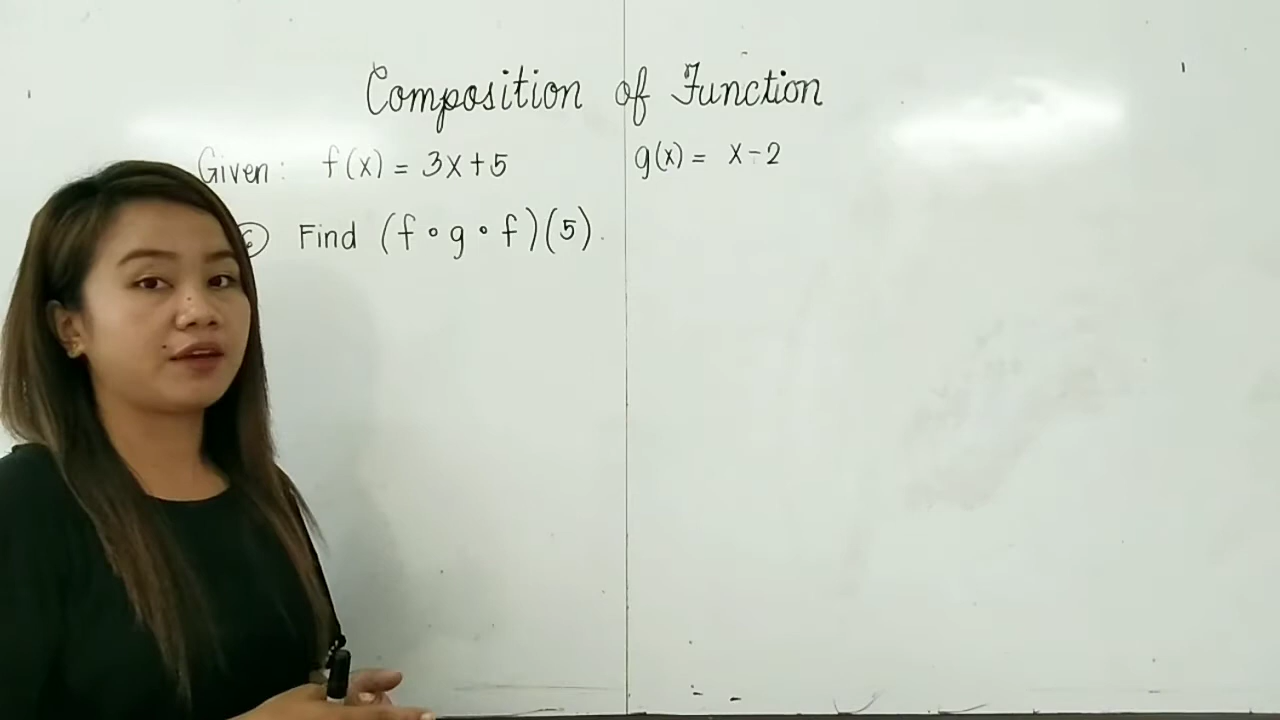 Composition of Function
Given: f(x) = 3x+5 g(x) = x-2
Find (f∘g∘f)(5).